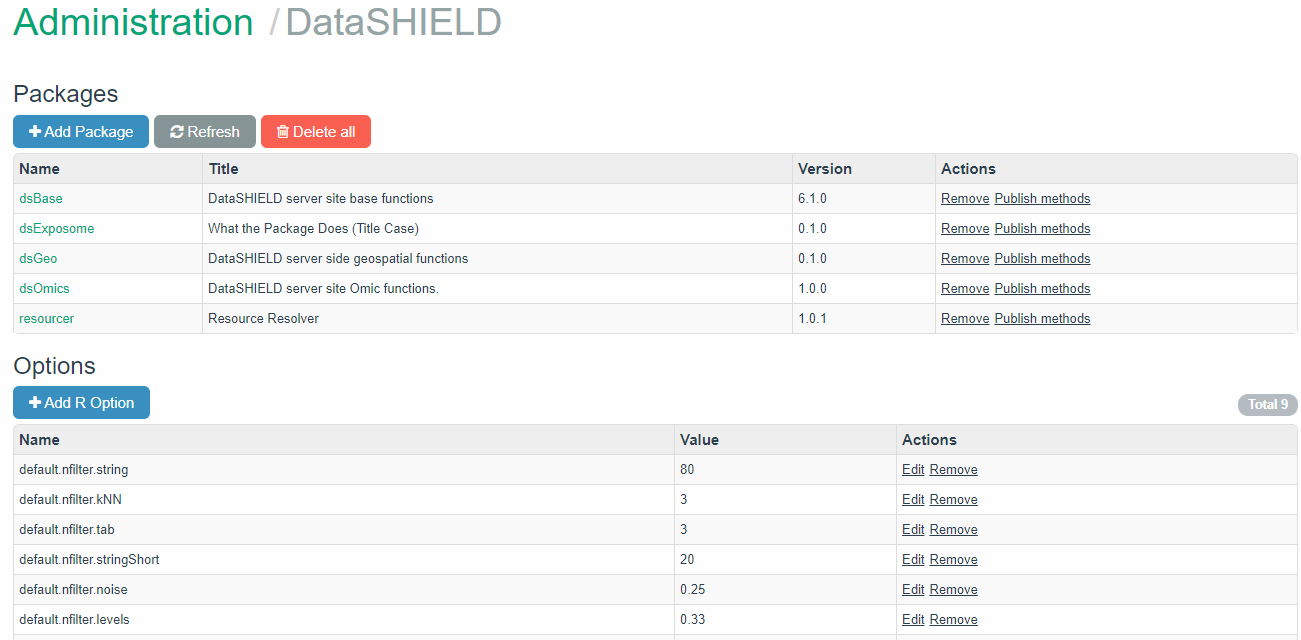 Administration / DataSHIELD
Packages
Add Package Refresh Delete all
Name Title Version Actions
dsBase DataSHIELD server site base functions 6.1.0 Remove Publish methods
dsExposome What the Package Does (Title Case) 0.1.0 Remove Publish methods
dsGeo DataSHIELD server side geospatial functions 0.1.0 Remove Publish methods
dsOmics DataSHIELD server site Omic functions. 1.0.0 Remove Publish methods
resourcer Resource Resolver 1.0.1 Remove Publish methods
Options
Add R Option Total 9
Name Value Actions
default.nfilter.string 80 Edit Remove
default.nfilter.kNN 3 Edit Remove
default.nfilter.tab 3 Edit Remove
default.nfilter.stringShort 20 Edit Remove
default.nfilter.noise 0.25 Edit Remove
default.nfilter.levels 0.33 Edit Remove